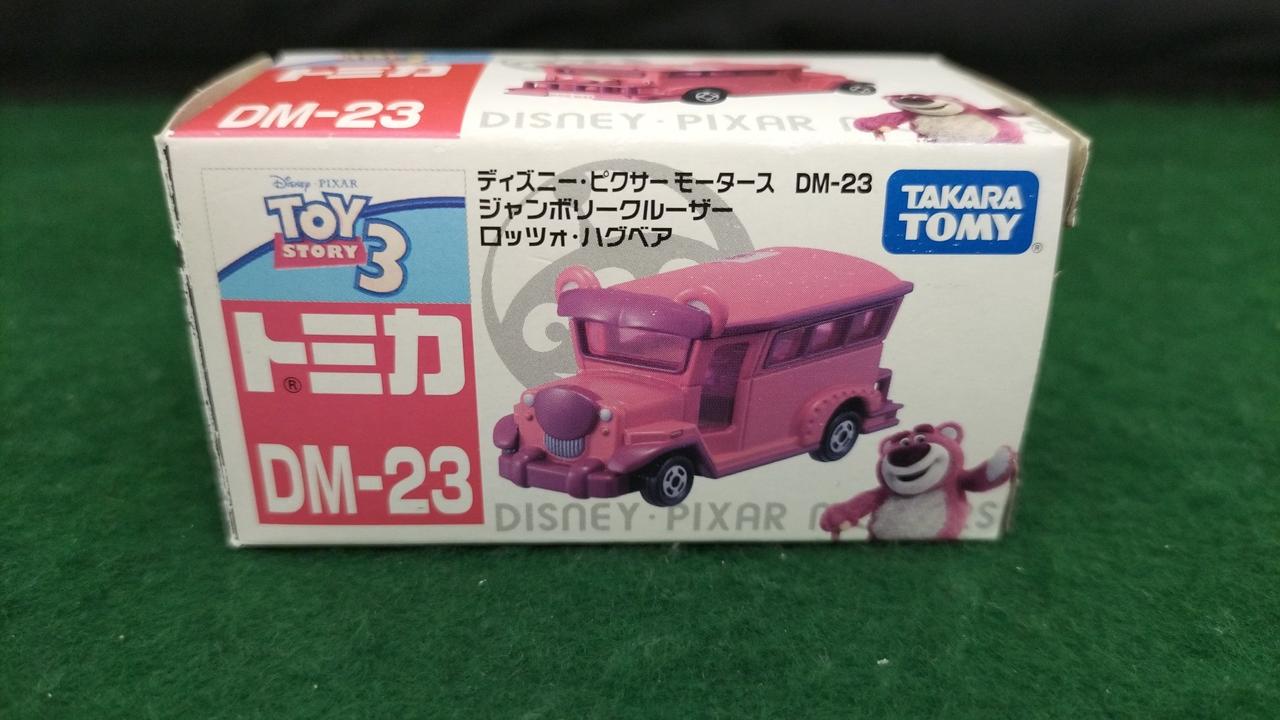 トミカ
DM-23
DISNEY·PIXAR
Disney·PIXAR
TOY
STORY
3
トミカ
®
DM-23
ディズニー·ピクサー モータース DM-23
ジャンボリークルーザー
ロッツォ·ハグベア
TAKARA
TOMY
®
DISNEY·PIXAR